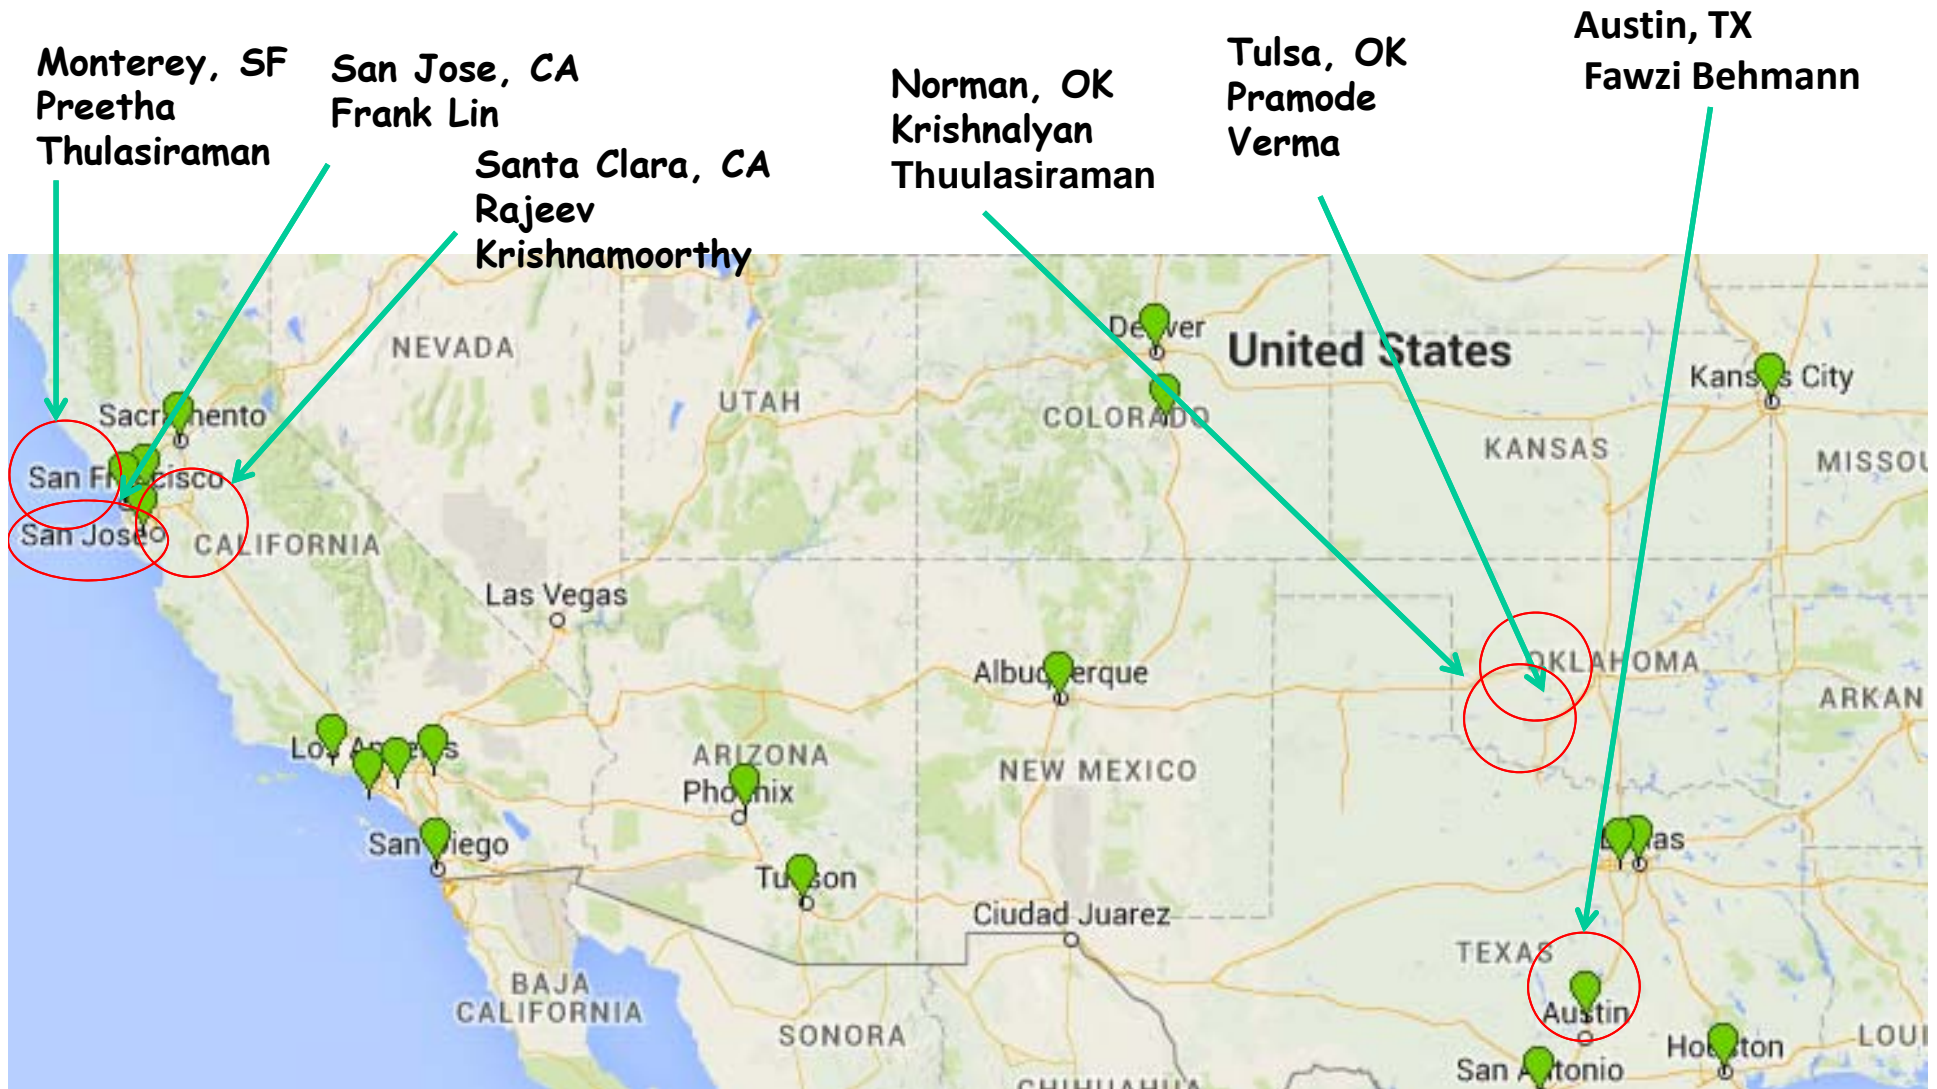 Monterey, SF
Preetha
Thulasiraman
San Jose, CA
Frank Lin
Santa Clara, CA
Rajeev
Krishnamoorthy
Norman, OK
Krishnalyan
Thuulasiraman
Tulsa, OK
Pramode
Verma
Austin, TX
Fawzi Behmann
NEVADA
UTAH
Denver
COLORADO
United States
Kansas City
KANSAS
MISSOU
Sacramento
San Francisco
San Jose
CALIFORNIA
Las Vegas
Albuquerque
OKLAHOMA
ARKAN
Los Angeles
ARIZONA
Phoenix
NEW MEXICO
San Diego
Tucson
Dallas
Ciudad Juarez
TEXAS
BAJA
CALIFORNIA
SONORA
Austin
Houston
LOUI
San Antonio
CHIHUAHUA